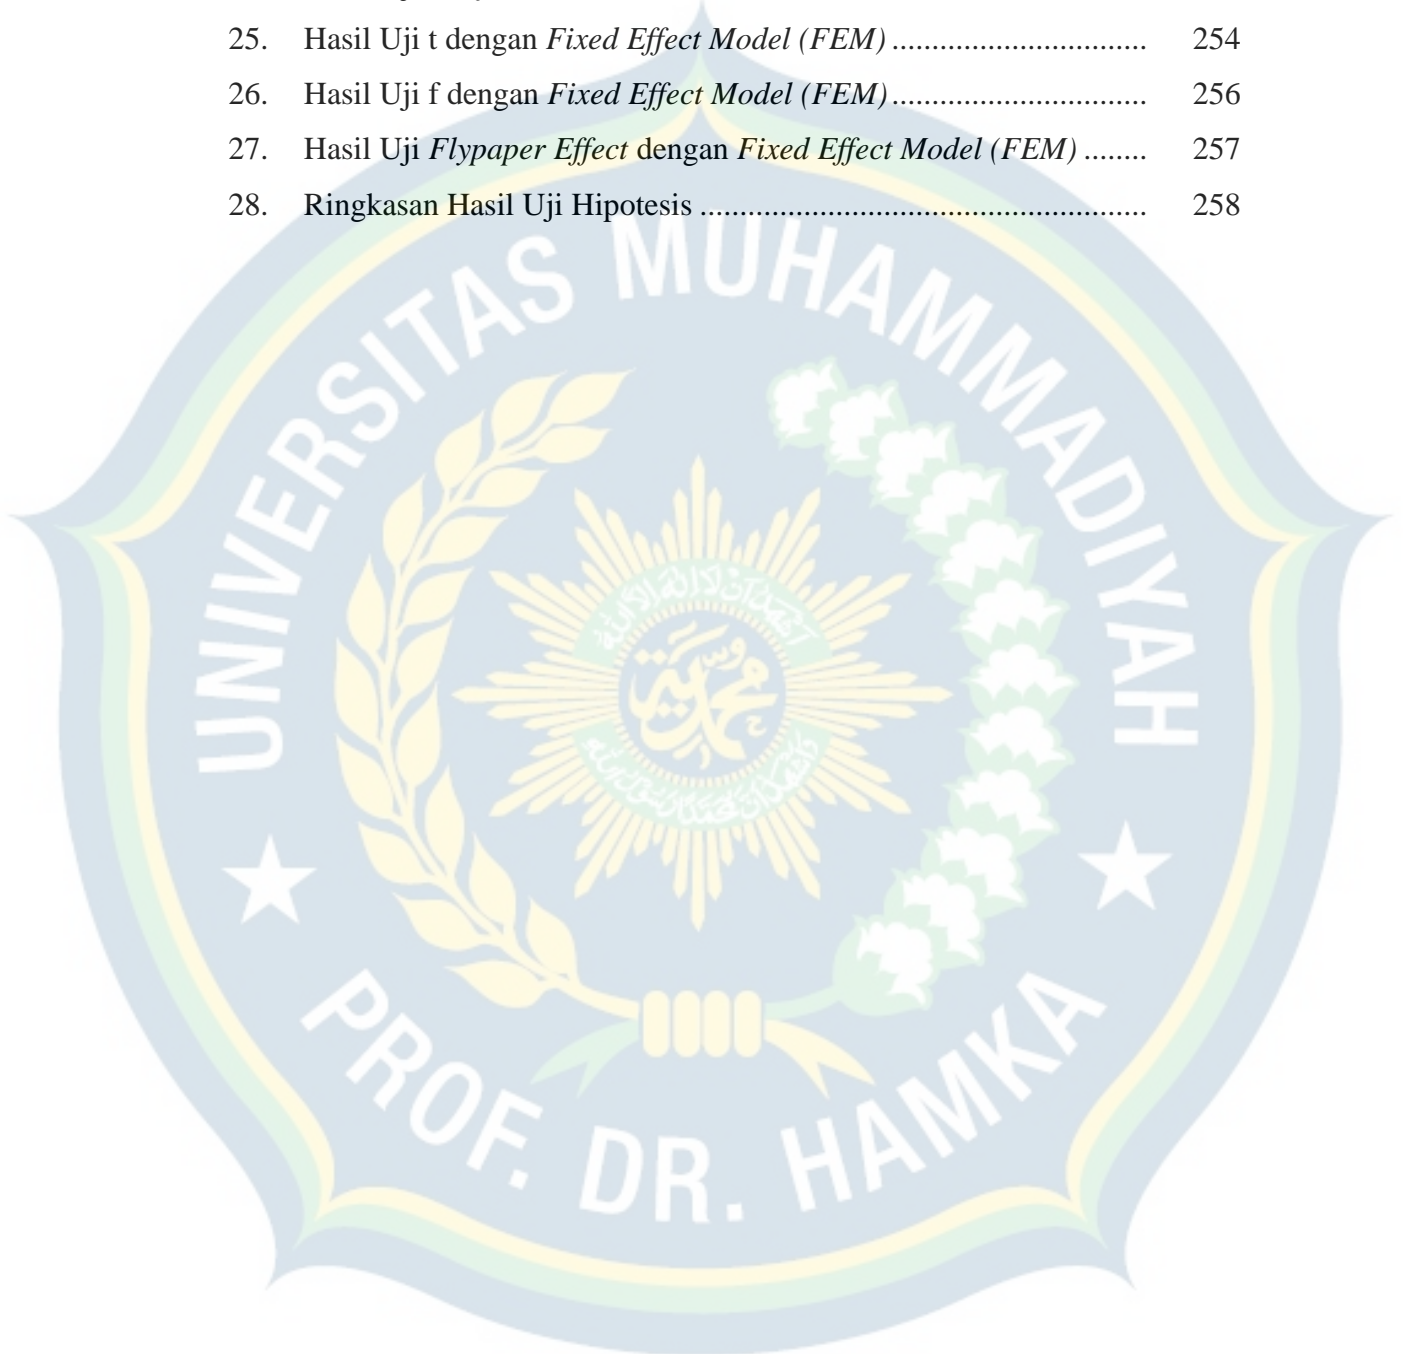 25. Hasil Uji t dengan Fixed Effect Model (FEM) ................................ 254
26. Hasil Uji f dengan Fixed Effect Model (FEM) ................................ 256
27. Hasil Uji Flypaper Effect dengan Fixed Effect Model (FEM) ........ 257
28. Ringkasan Hasil Uji Hipotesis ........................................................ 258
UNIVERSITAS MUHAMMADIYAH
PROF. DR. HAMKA